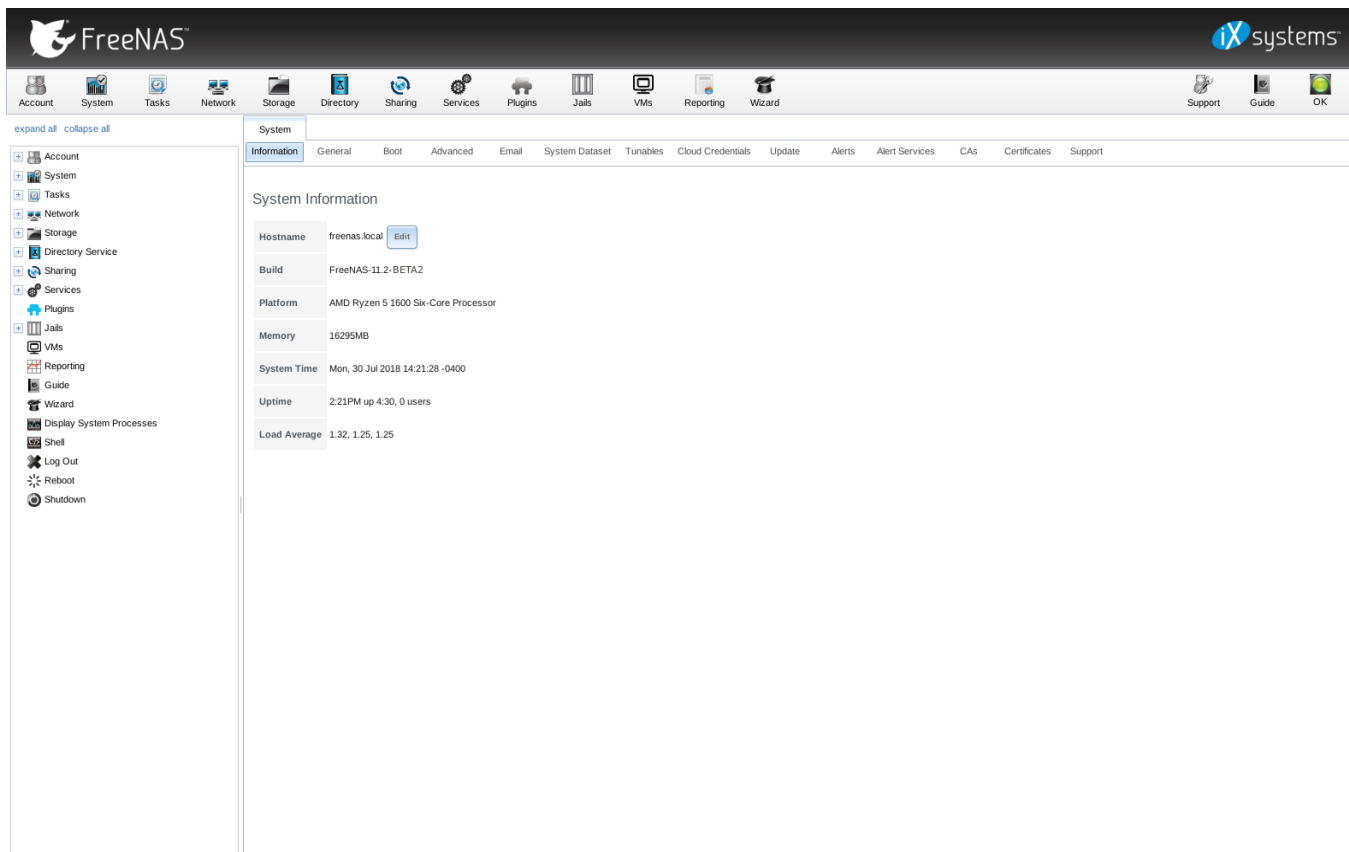 FreeNAS™
iXsystems™
Account System Tasks Network Storage Directory Sharing Services Plugins Jails VMs Reporting Wizard Support Guide OK
expand all collapse all
Account
System
Tasks
Network
Storage
Directory Service
Sharing
Services
Plugins
Jails
VMs
Reporting
Guide
Wizard
Display System Processes
Shell
Log Out
Reboot
Shutdown
System
Information General Boot Advanced Email System Dataset Tunables Cloud Credentials Update Alerts Alert Services CAs Certificates Support
System Information
Hostname freenas.local Edit
Build FreeNAS-11.2-BETA2
Platform AMD Ryzen 5 1600 Six-Core Processor
Memory 16295MB
System Time Mon, 30 Jul 2018 14:21:28 -0400
Uptime 2:21PM up 4:30, 0 users
Load Average 1.32, 1.25, 1.25